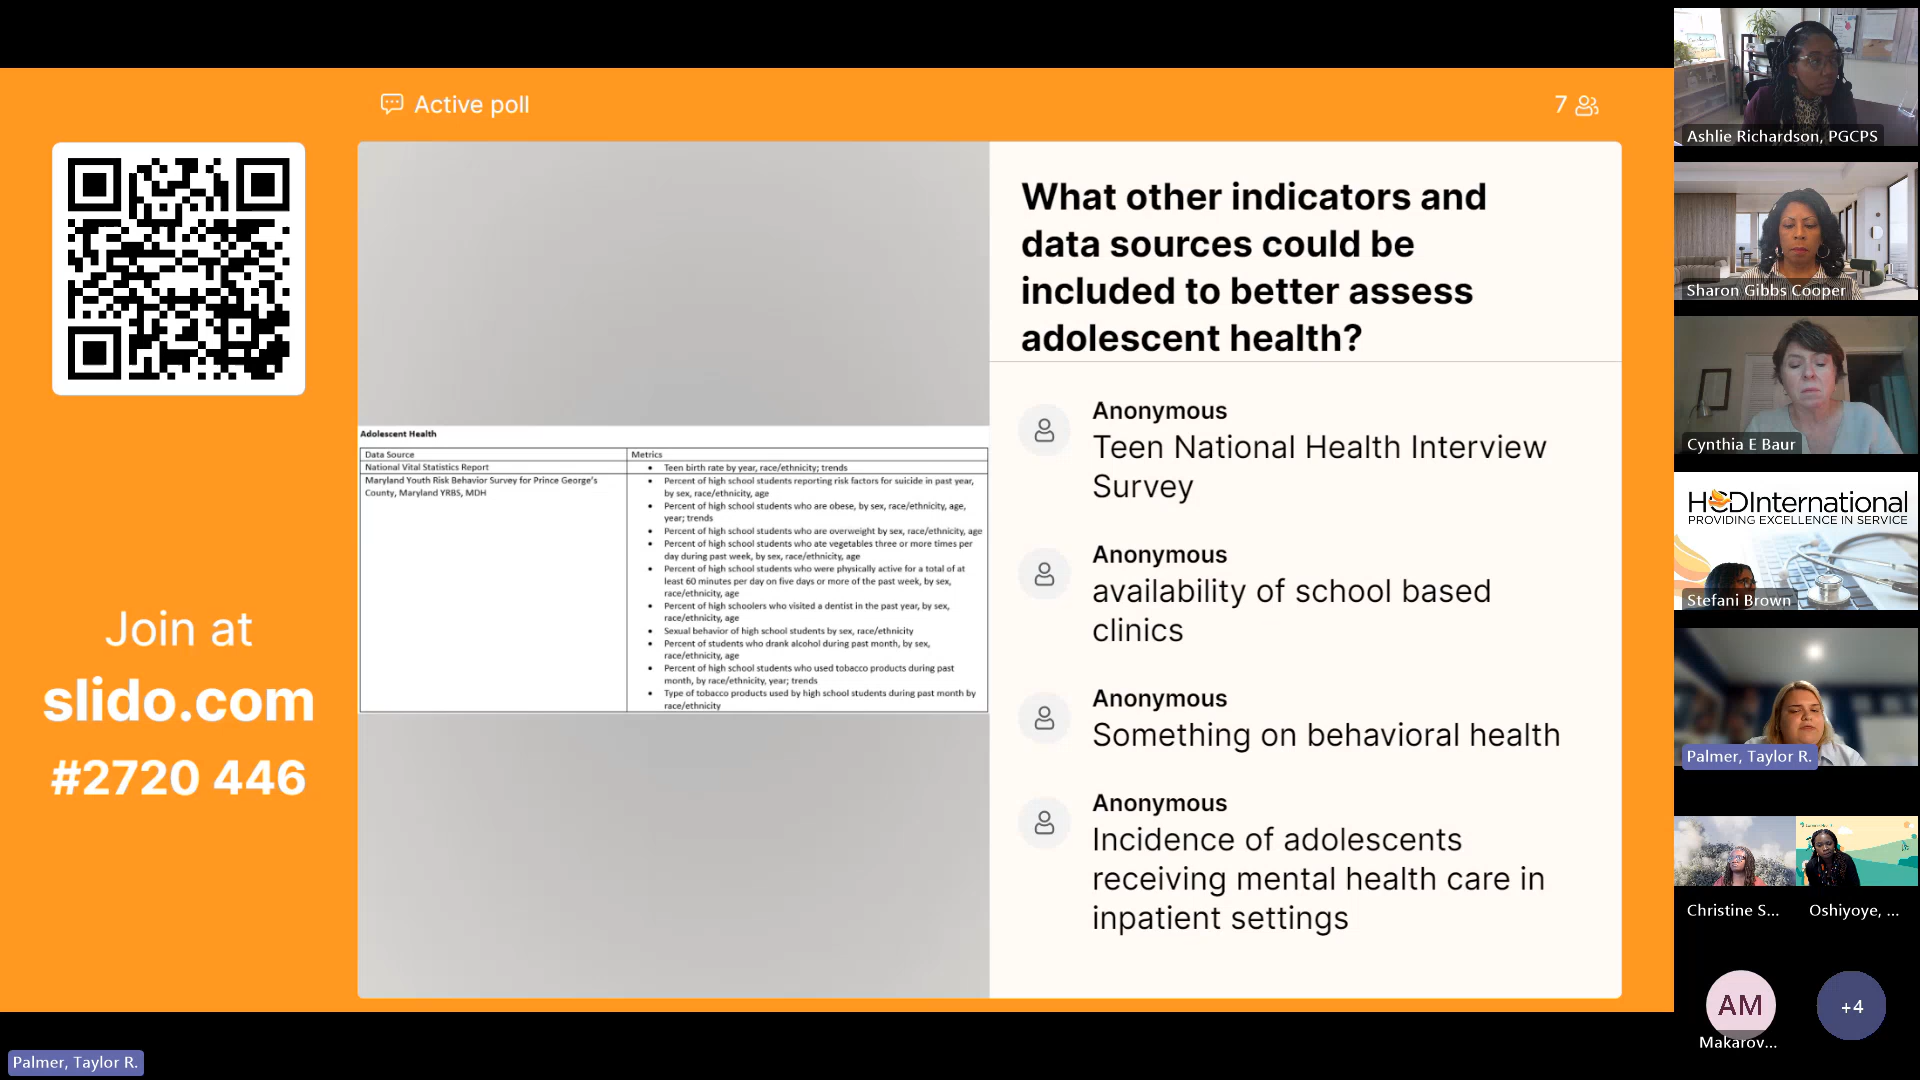 Active poll
7
Join at
slido.com
#2720 446
Adolescent Health
Data Source
Metrics
National Vital Statistics Report
• Teen birth rate by year, race/ethnicity; trends
Maryland Youth Risk Behavior Survey for Prince George's
County, Maryland YRBS, MDH
• Percent of high school students reporting risk factors for suicide in past year,
by sex, race/ethnicity, age
• Percent of high school students who are obese, by sex, race/ethnicity, age,
year; trends
• Percent of high school students who are overweight by sex, race/ethnicity, age
• Percent of high school students who ate vegetables three or more times per
day during past week, by sex, race/ethnicity, age
• Percent of high school students who were physically active for a total of at
least 60 minutes per day on five days or more of the past week, by sex,
race/ethnicity, age
• Percent of high schoolers who visited a dentist in the past year, by sex,
race/ethnicity, age
• Sexual behavior of high school students by sex, race/ethnicity
• Percent of students who drank alcohol during past month, by sex,
race/ethnicity, age
• Percent of high school students who used tobacco products during past
month, by race/ethnicity, year; trends
• Type of tobacco products used by high school students during past month by
race/ethnicity
What other indicators and
data sources could be
included to better assess
adolescent health?
Anonymous
Teen National Health Interview
Survey
Anonymous
availability of school based
clinics
Anonymous
Something on behavioral health
Anonymous
Incidence of adolescents
receiving mental health care in
inpatient settings
Ashlie Richardson, PGCPS
Sharon Gibbs Cooper
Cynthia E Baur
HCDInternational
PROVIDING EXCELLENCE IN SERVICE
Stefani Brown
Palmer, Taylor R.
Christine S...
Oshiyoye, ...
AM
Makarov...
+4
Palmer, Taylor R.